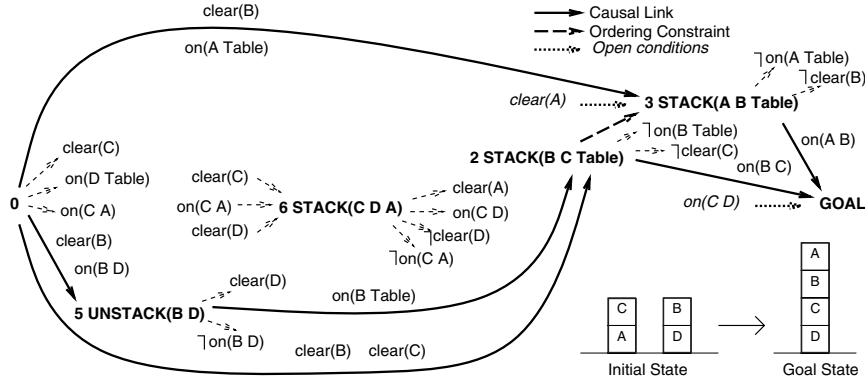 clear(B)
on(A Table)
Causal Link
Ordering Constraint
Open conditions
clear(A)
3 STACK(A B Table)
¬on(A Table)
¬clear(B)
on(A B)
¬on(B Table)
¬clear(C)
2 STACK(B C Table)
on(B C)
on(C D)
GOAL
0
clear(C)
on(D Table)
on(C A)
clear(B)
on(B D)
clear(C)
on(C A)
clear(D)
6 STACK(C D A)
clear(A)
on(C D)
¬clear(D)
¬on(C A)
5 UNSTACK(B D)
clear(D)
¬on(B D)
on(B Table)
clear(B) clear(C)
C
A
B
D
A
B
C
D
Initial State
Goal State